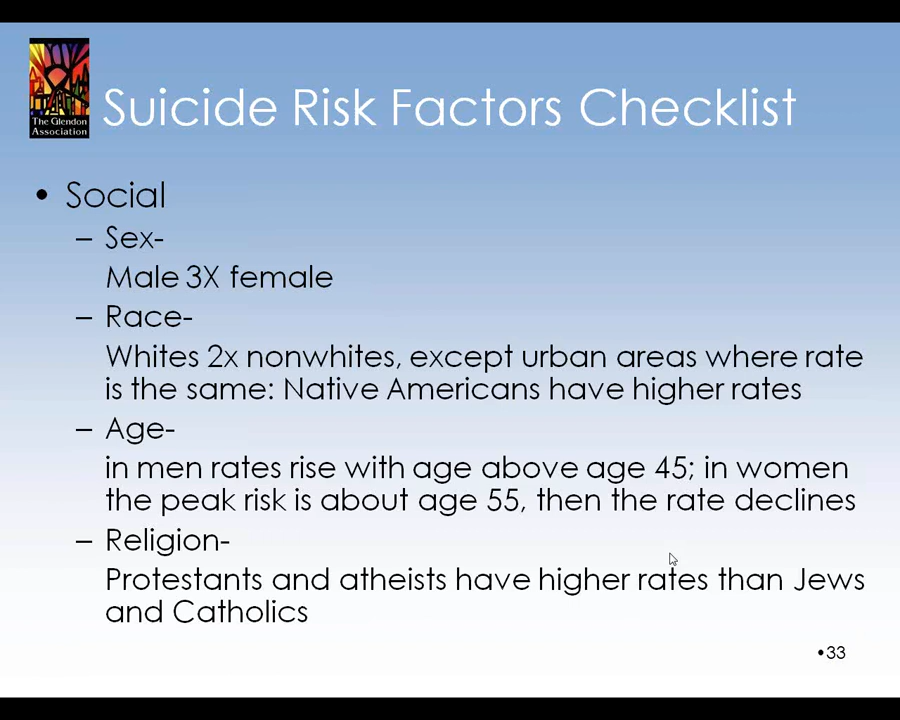 The Glendon
Association
Suicide Risk Factors Checklist
• Social
– Sex-
Male 3X female
– Race-
Whites 2x nonwhites, except urban areas where rate
is the same: Native Americans have higher rates
– Age-
in men rates rise with age above age 45; in women
the peak risk is about age 55, then the rate declines
– Religion-
Protestants and atheists have higher rates than Jews
and Catholics
•33